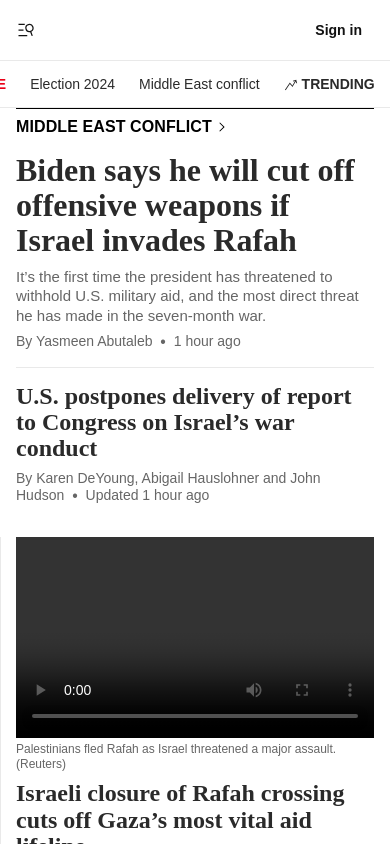 Sign in
E
Election 2024
Middle East conflict
TRENDING
MIDDLE EAST CONFLICT
Biden says he will cut off
offensive weapons if
Israel invades Rafah
It’s the first time the president has threatened to
withhold U.S. military aid, and the most direct threat
he has made in the seven-month war.
By Yasmeen Abutaleb • 1 hour ago
U.S. postpones delivery of report
to Congress on Israel’s war
conduct
By Karen DeYoung, Abigail Hauslohner and John
Hudson • Updated 1 hour ago
0:00
Palestinians fled Rafah as Israel threatened a major assault.
(Reuters)
Israeli closure of Rafah crossing
cuts off Gaza’s most vital aid
lifeline